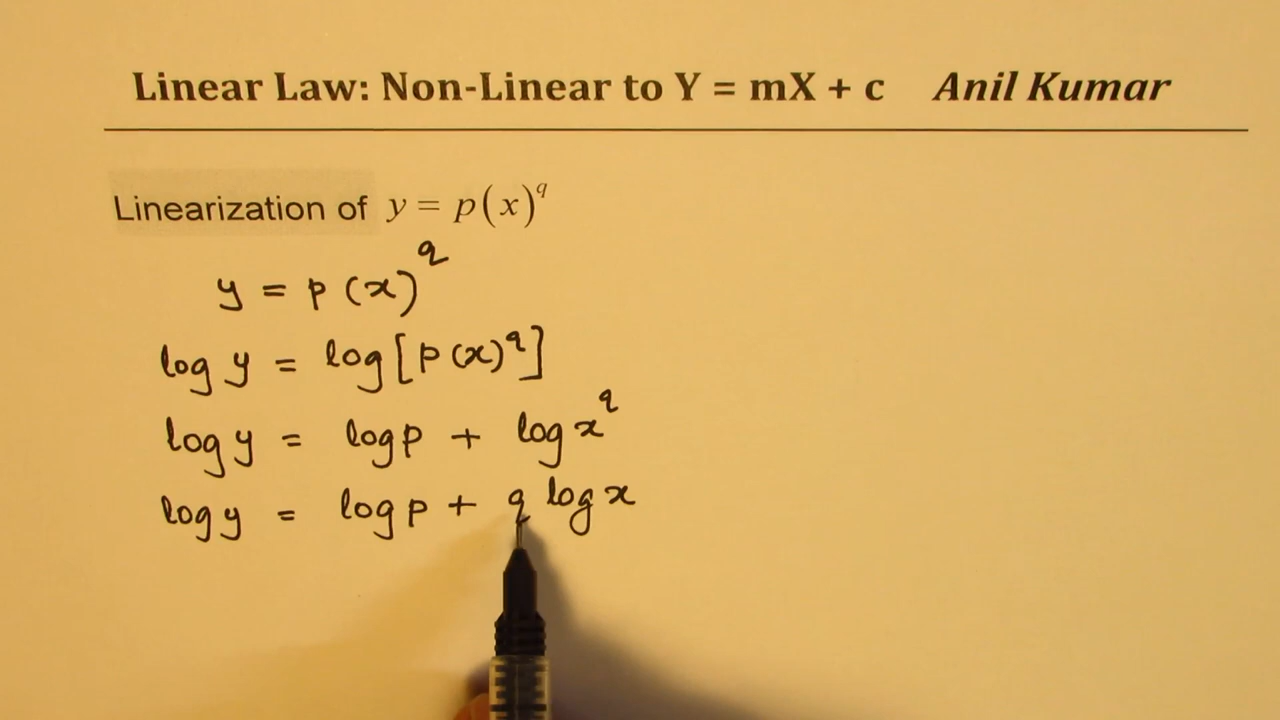 Linear Law: Non-Linear to Y = mX + c Anil Kumar
Linearization of y = p(x)^q
y = p(x)^q
log y = log[p(x)^q]
log y = log p + log x^q
log y = log p + q log x